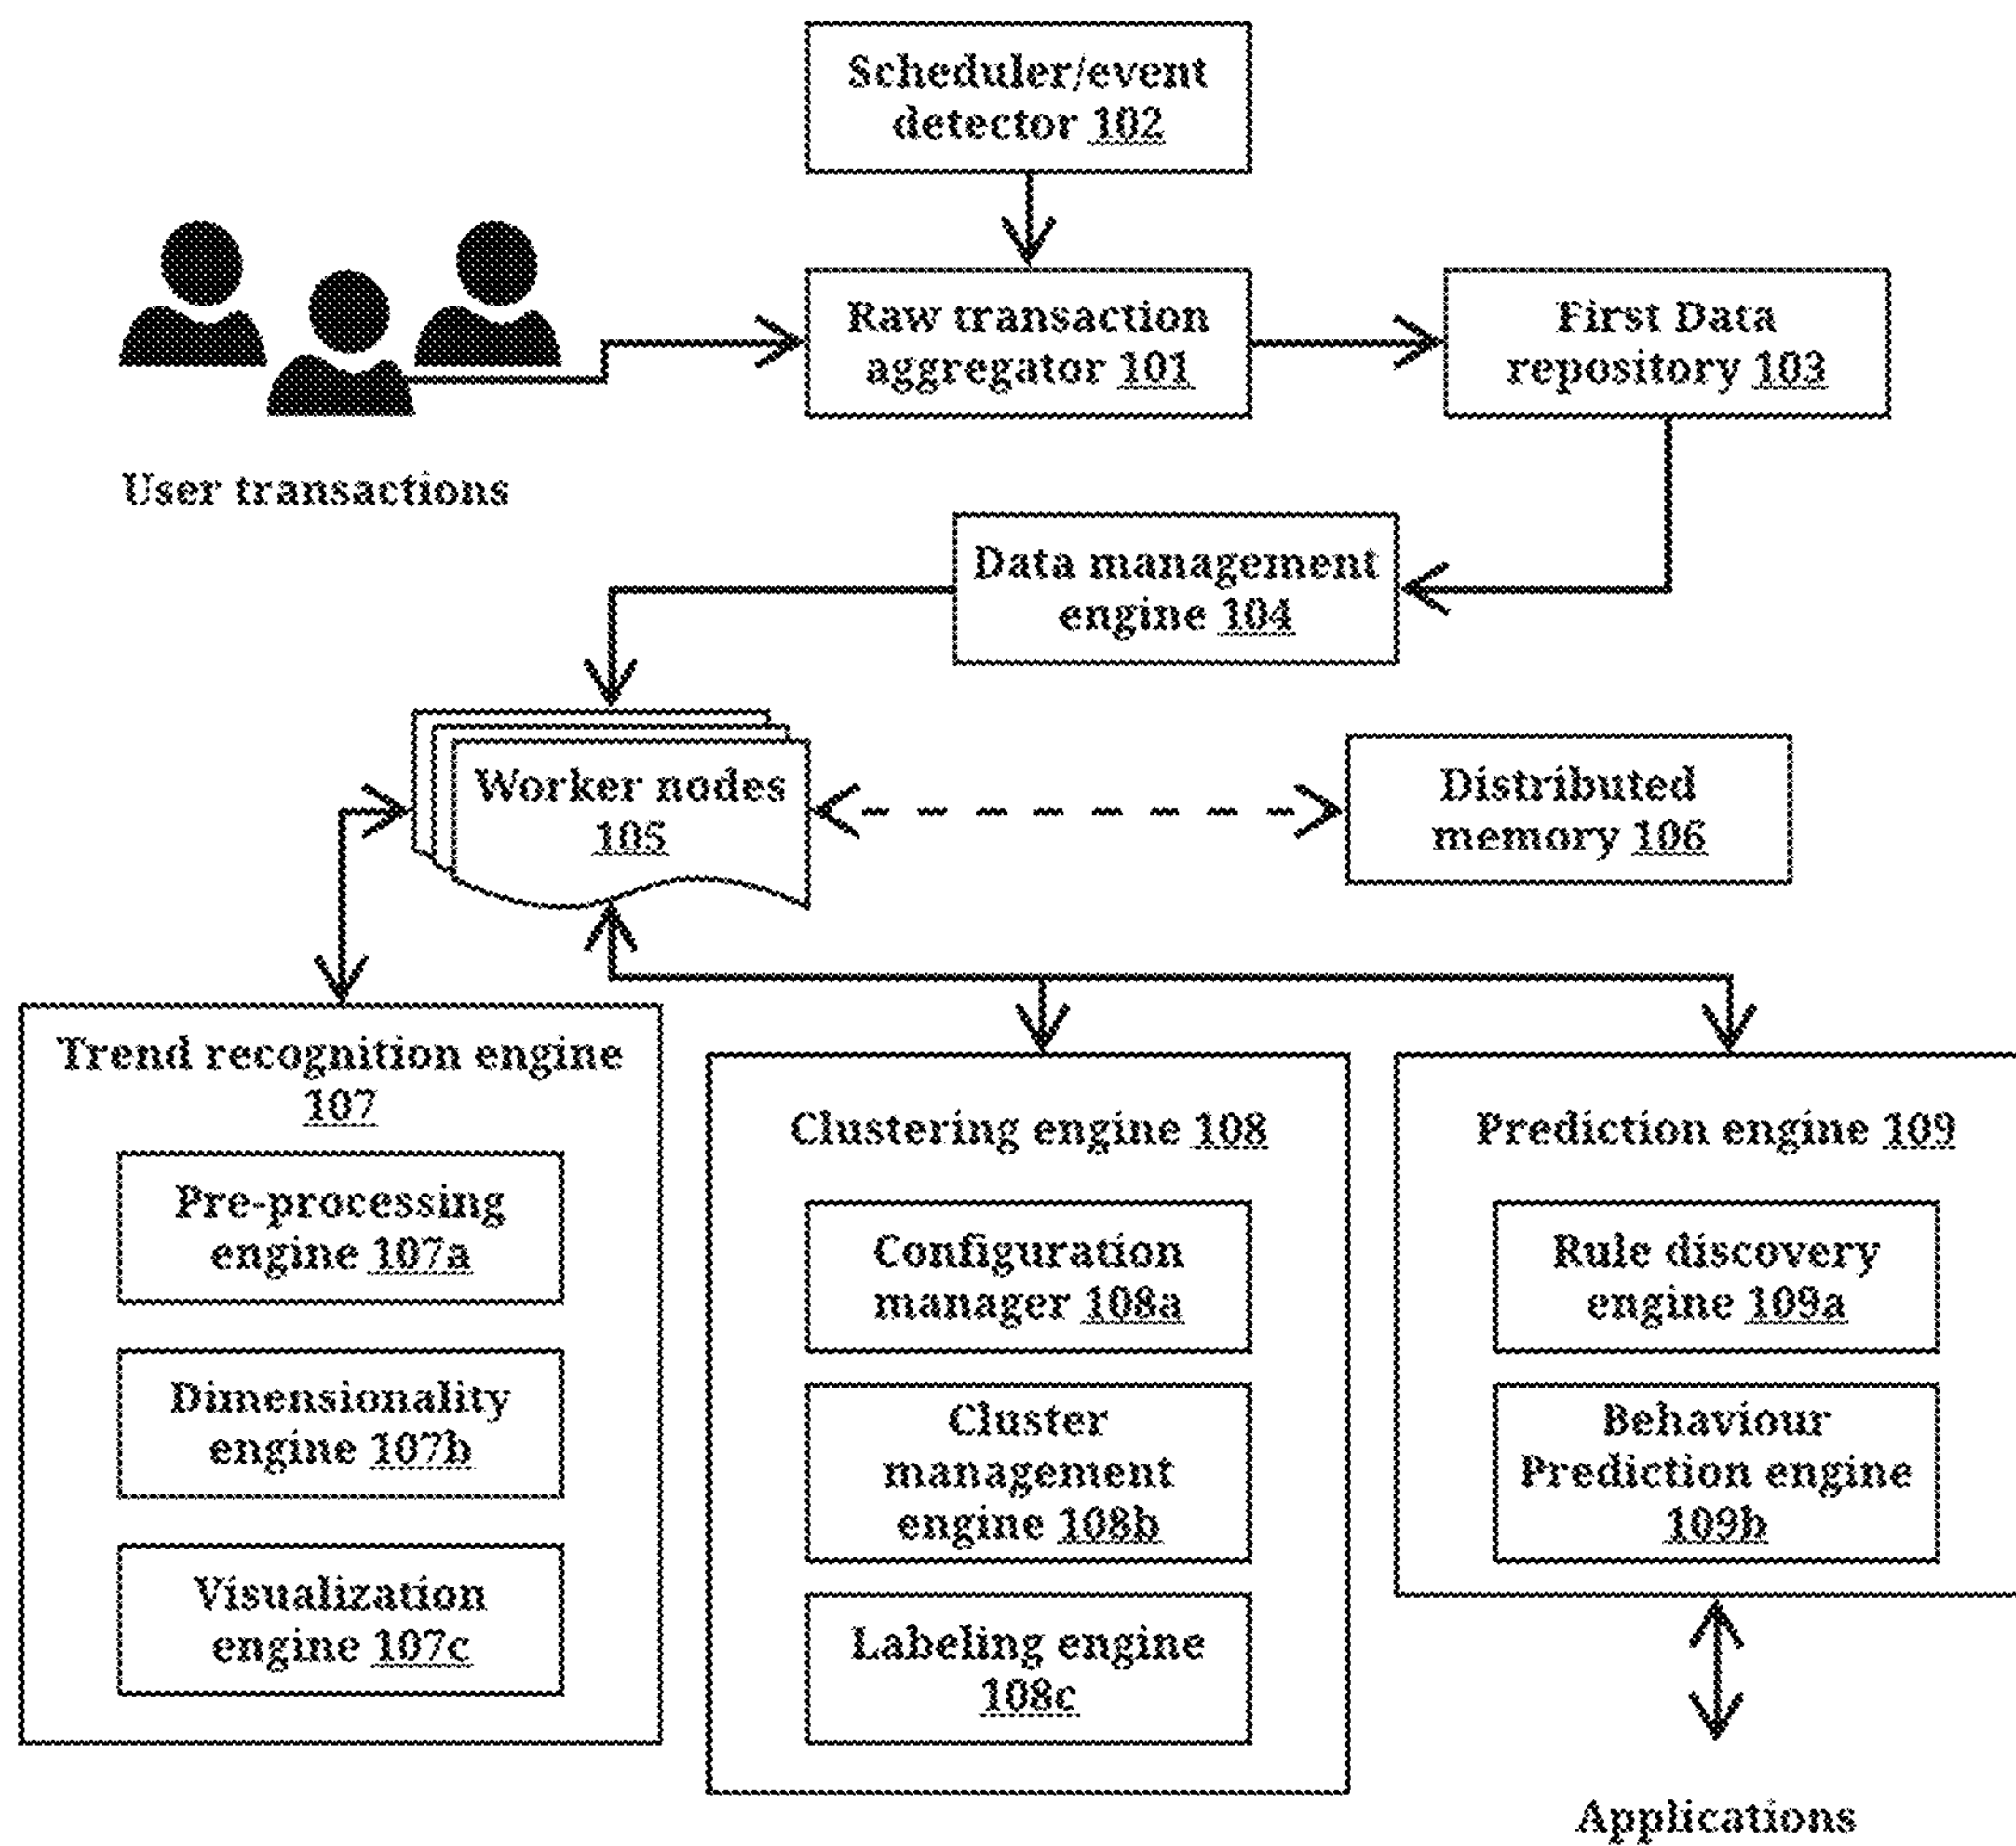 Scheduler/event
detector 102
Raw transaction
aggregator 101
First Data
repository 103
User transactions
Data management
engine 104
Worker nodes
105
Distributed
memory 106
Trend recognition engine
107
Pre-processing
engine 107a
Dimensionality
engine 107b
Visualization
engine 107c
Clustering engine 108
Configuration
manager 108a
Cluster
management
engine 108b
Labeling engine
108c
Prediction engine 109
Rule discovery
engine 109a
Behaviour
Prediction engine
109b
Applications